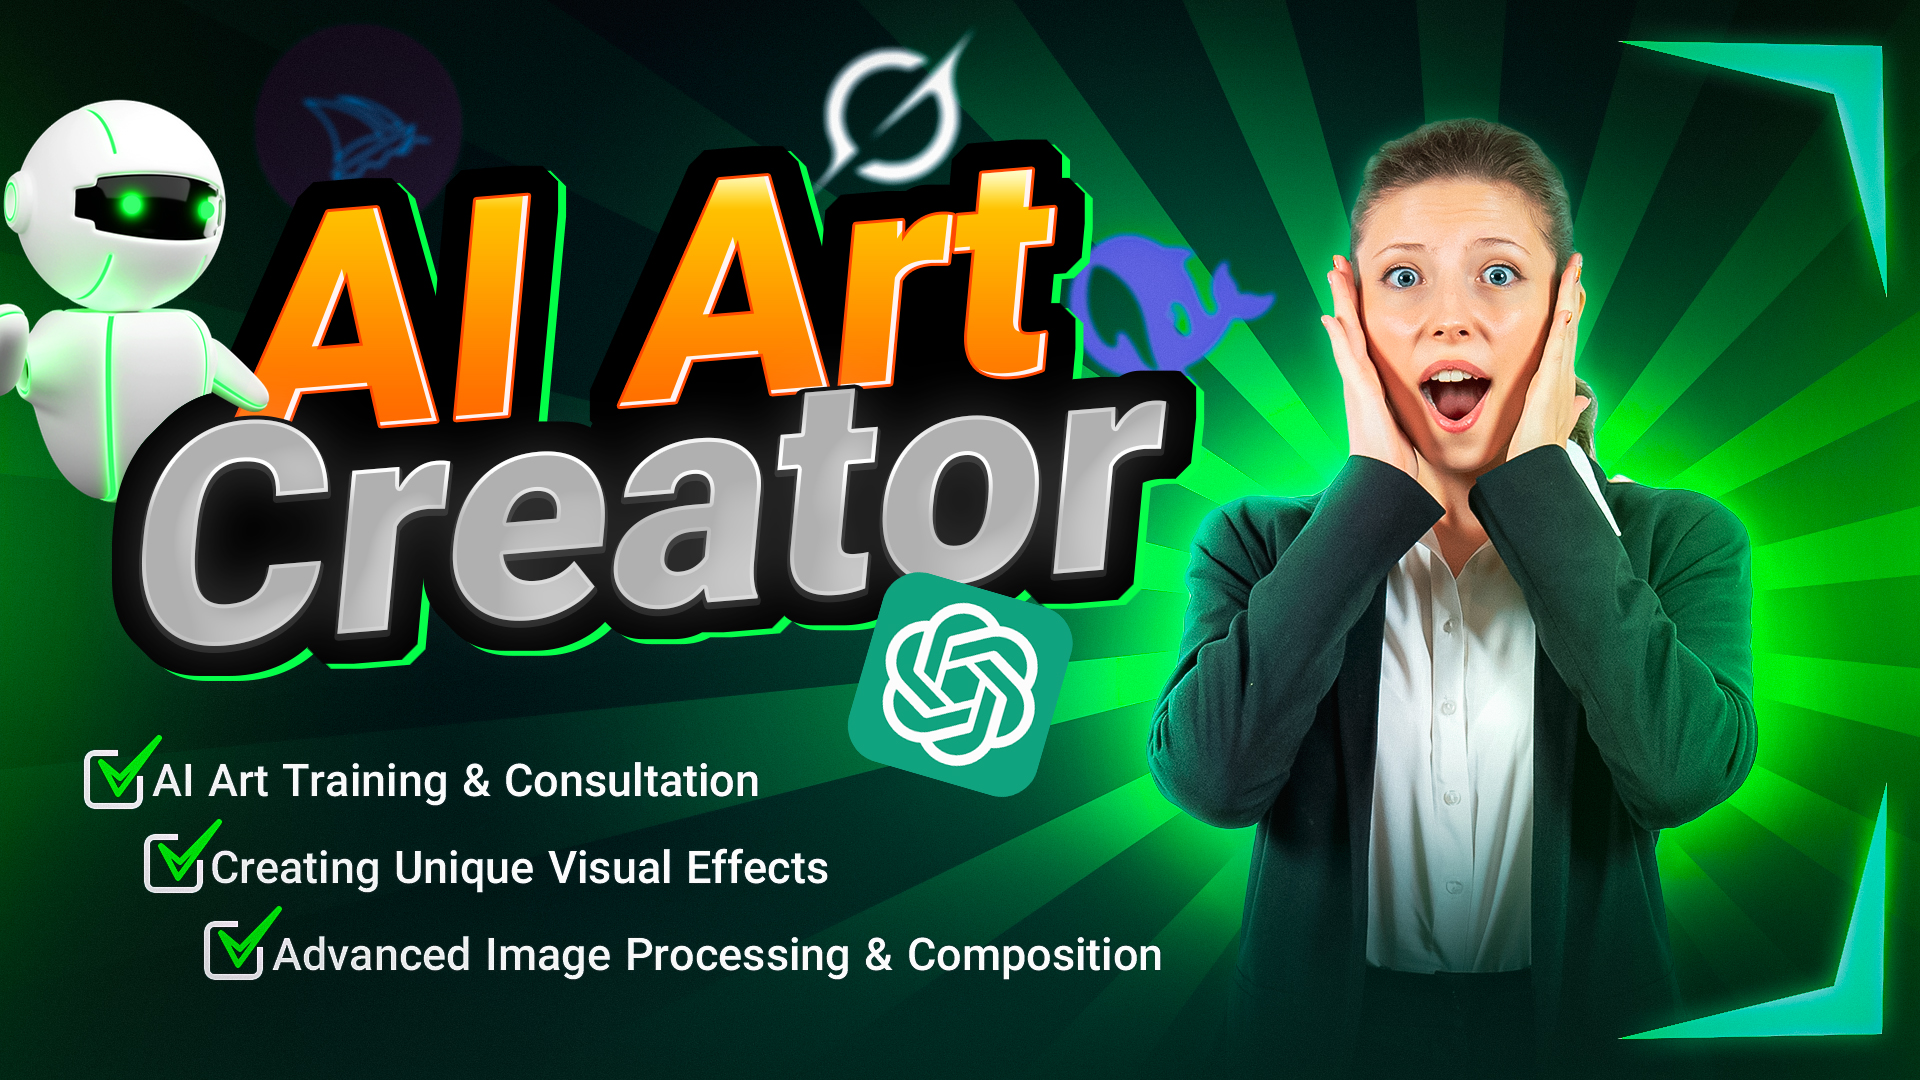 AI Art
Creator
AI Art Training & Consultation
Creating Unique Visual Effects
Advanced Image Processing & Composition